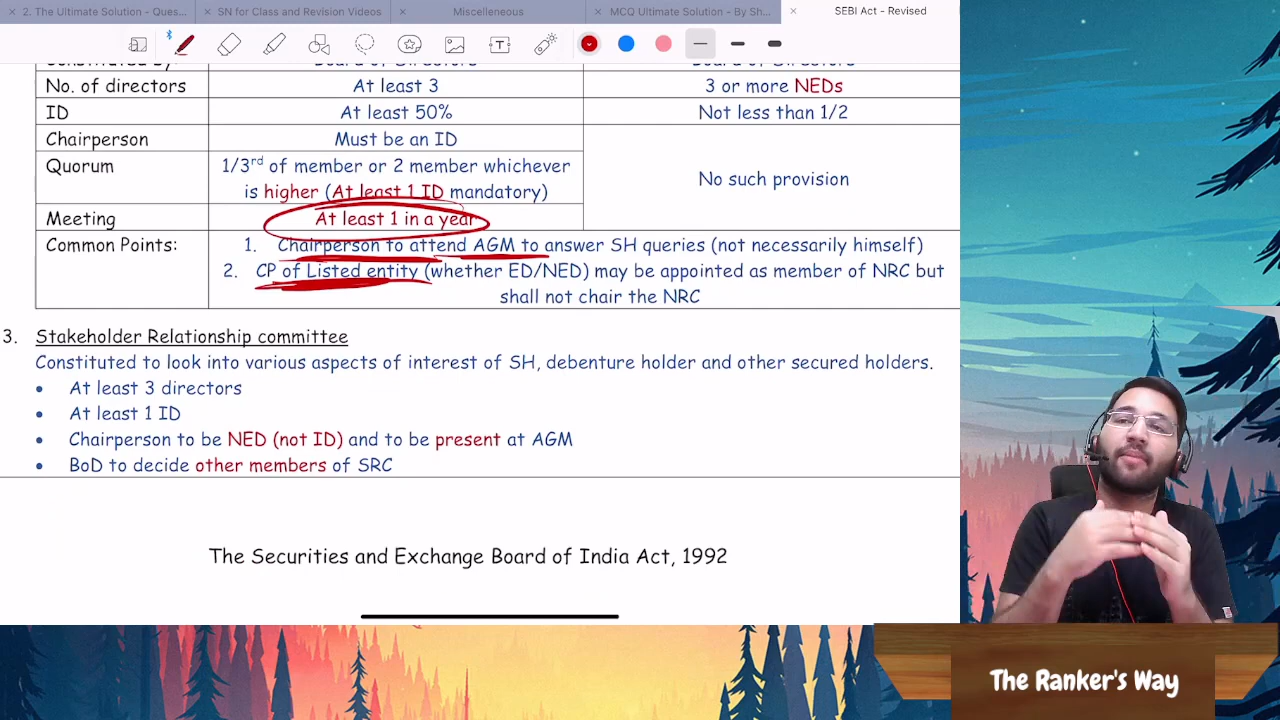 2. The Ultimate Solution - Ques...
SN for Class and Revision Videos
Miscellaneous
MCQ Ultimate Solution - By Sh...
SEBI Act - Revised
No. of directors At least 3 3 or more NEDs
ID At least 50% Not less than 1/2
Chairperson Must be an ID
Quorum 1/3rd of member or 2 member whichever
is higher (At least 1 ID mandatory)
No such provision
Meeting At least 1 in a year
Common Points: 1. Chairperson to attend AGM to answer SH queries (not necessarily himself)
2. CP of Listed entity (whether ED/NED) may be appointed as member of NRC but
shall not chair the NRC
3. Stakeholder Relationship committee
Constituted to look into various aspects of interest of SH, debenture holder and other secured holders.
• At least 3 directors
• At least 1 ID
• Chairperson to be NED (not ID) and to be present at AGM
• BoD to decide other members of SRC
The Securities and Exchange Board of India Act, 1992
The Ranker's Way